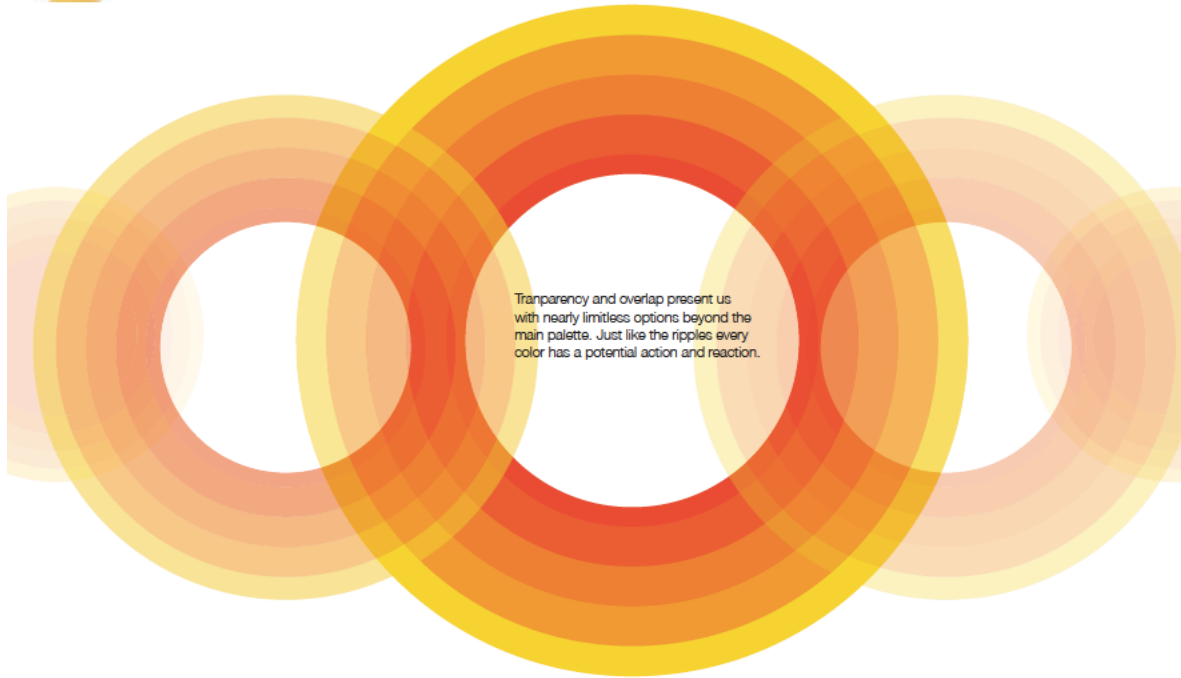 Tranparency and overlap present us
with nearly limitless options beyond the
main palette. Just like the ripples every
color has a potential action and reaction.